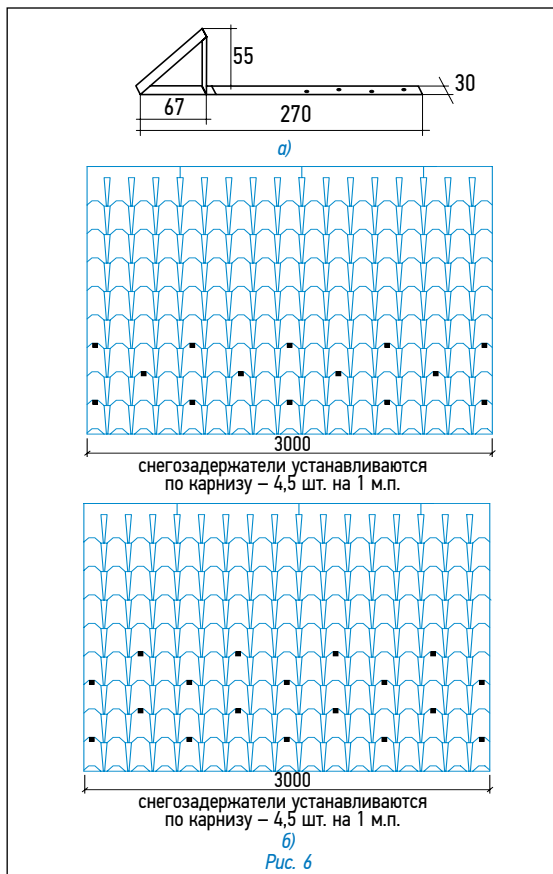 55
30
67
270
а)
3000
снегозадержатели устанавливаются
по карнизу – 4,5 шт. на 1 м.п.
3000
снегозадержатели устанавливаются
по карнизу – 4,5 шт. на 1 м.п.
б)
Рис. 6